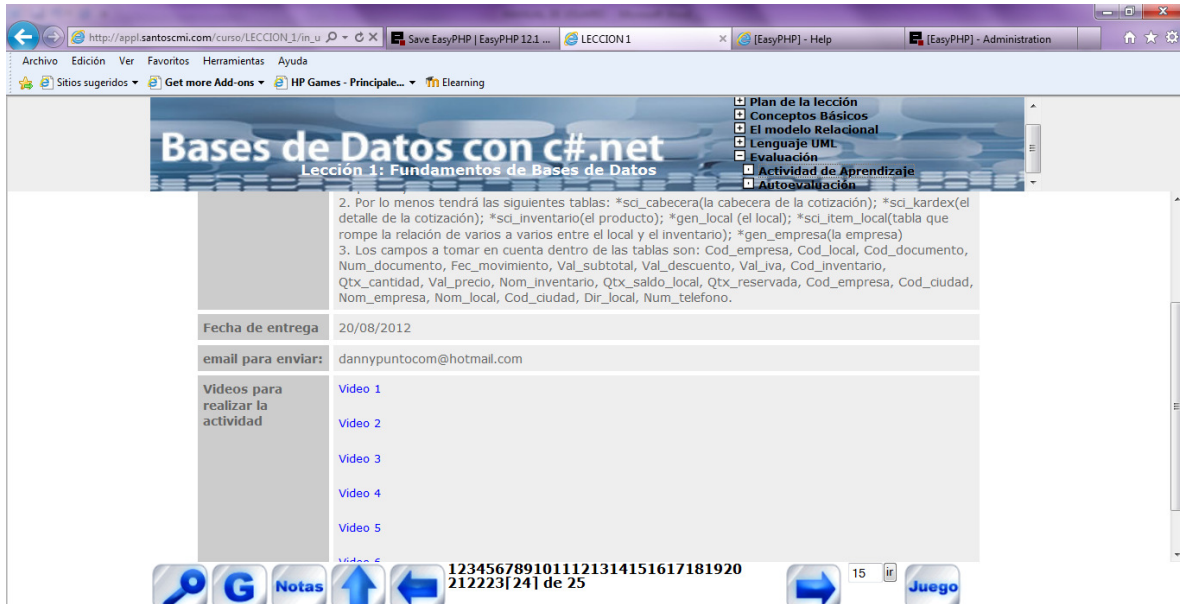 http://appl.santoscmi.com/curso/LECCION_1/in_u
Save EasyPHP | EasyPHP 12.1 ...
LECCION 1
[EasyPHP] - Help
[EasyPHP] - Administration
Archivo Edición Ver Favoritos Herramientas Ayuda
Sitios sugeridos Get more Add-ons HP Games - Principale... Elearning
Plan de la lección
Conceptos Básicos
El modelo Relacional
Lenguaje UML
Evaluación
Actividad de Aprendizaje
Autoevaluación
Bases de Datos con c#.net
Lección 1: Fundamentos de Bases de Datos
2. Por lo menos tendrá las siguientes tablas: *sci_cabecera(la cabecera de la cotización); *sci_kardex(el
detalle de la cotización); *sci_inventario(el producto); *gen_local (el local); *sci_item_local(tabla que
rompe la relación de varios a varios entre el local y el inventario); *gen_empresa(la empresa)
3. Los campos a tomar en cuenta dentro de las tablas son: Cod_empresa, Cod_local, Cod_documento,
Num_documento, Fec_movimiento, Val_subtotal, Val_descuento, Val_iva, Cod_inventario,
Qtx_cantidad, Val_precio, Nom_inventario, Qtx_saldo_local, Qtx_reservada, Cod_empresa, Cod_ciudad,
Nom_empresa, Nom_local, Cod_ciudad, Dir_local, Num_telefono.
Fecha de entrega 20/08/2012
email para enviar: dannypuntocom@hotmail.com
Videos para
realizar la
actividad
Video 1
Video 2
Video 3
Video 4
Video 5
G
Notas
1234567891011121314151617181920
212223[24] de 25
15 ir
Juego